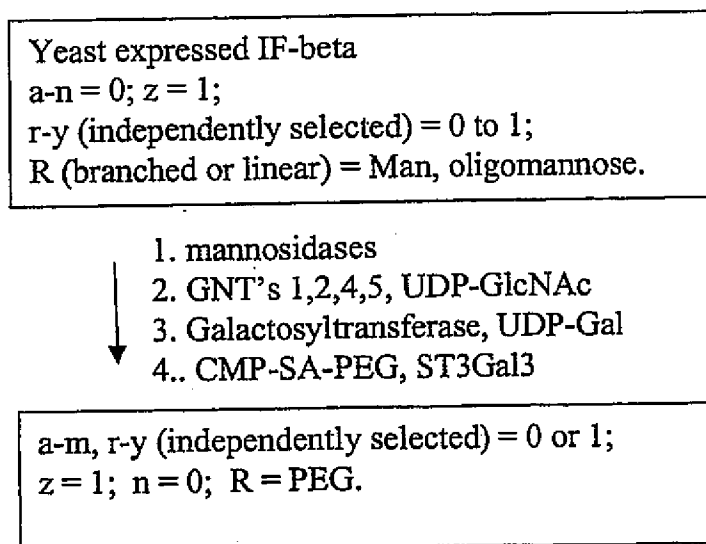 Yeast expressed IF-beta
a-n = 0; z = 1;
r-y (independently selected) = 0 to 1;
R (branched or linear) = Man, oligomannose.
1. mannosidases
2. GNT's 1,2,4,5, UDP-GlcNAc
3. Galactosyltransferase, UDP-Gal
4.. CMP-SA-PEG, ST3Gal3
a-m, r-y (independently selected) = 0 or 1;
z = 1; n = 0; R = PEG.